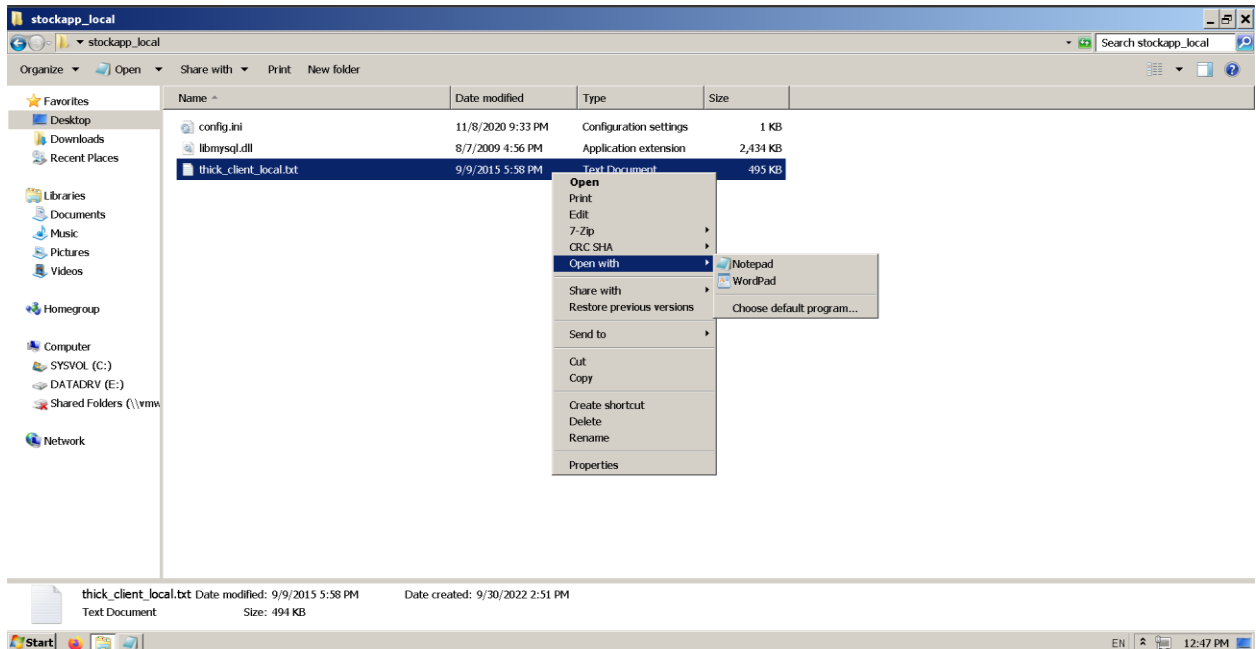 stockapp_local
stockapp_local
Search stockapp_local
Organize Open Share with Print New folder
Name Date modified Type Size
Favorites
Desktop
Downloads
Recent Places
Libraries
Documents
Music
Pictures
Videos
Homegroup
Computer
SYSVOL (C:)
DATADRV (E:)
Shared Folders (\\vmw
Network
config.ini 11/8/2020 9:33 PM Configuration settings 1 KB
libmysql.dll 8/7/2009 4:56 PM Application extension 2,434 KB
thick_client_local.txt 9/9/2015 5:58 PM Text Document 495 KB
Open
Print
Edit
7-Zip
CRC SHA
Open with
Share with
Restore previous versions
Send to
Cut
Copy
Create shortcut
Delete
Rename
Properties
Notepad
WordPad
Choose default program...
thick_client_local.txt Date modified: 9/9/2015 5:58 PM Date created: 9/30/2022 2:51 PM
Text Document Size: 494 KB
Start EN 12:47 PM